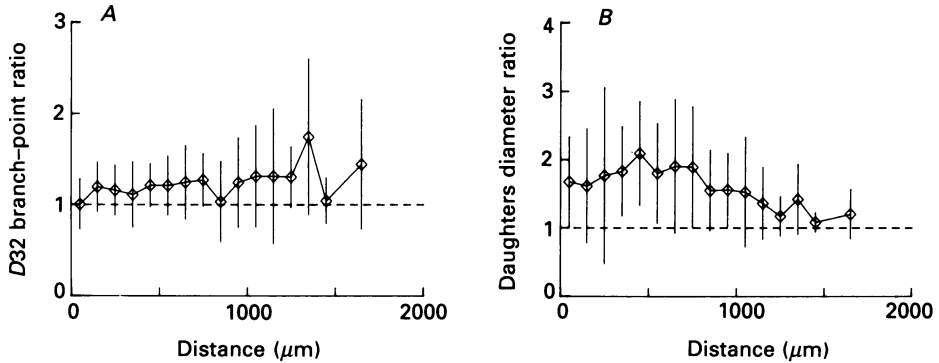 A
3
2
1
0
D32 branch–point ratio
0
1000
2000
Distance (μm)
B
4
3
2
1
0
Daughters diameter ratio
0
1000
2000
Distance (μm)